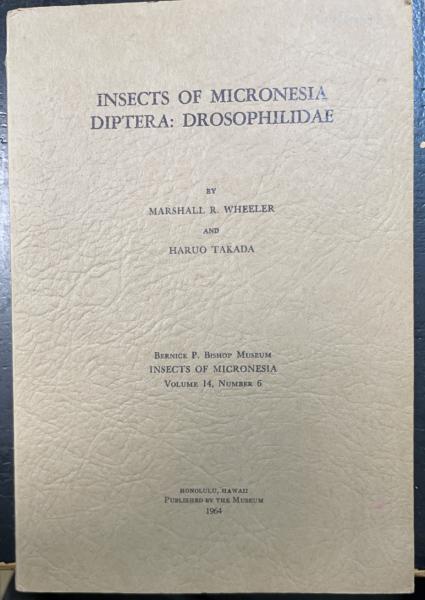 INSECTS OF MICRONESIA
DIPTERA: DROSOPHILIDAE
BY
MARSHALL R. WHEELER
AND
HARUO TAKADA
BERNICE P. BISHOP MUSEUM
INSECTS OF MICRONESIA
VOLUME 14, NUMBER 6
HONOLULU, HAWAII
PUBLISHED BY THE MUSEUM
1964